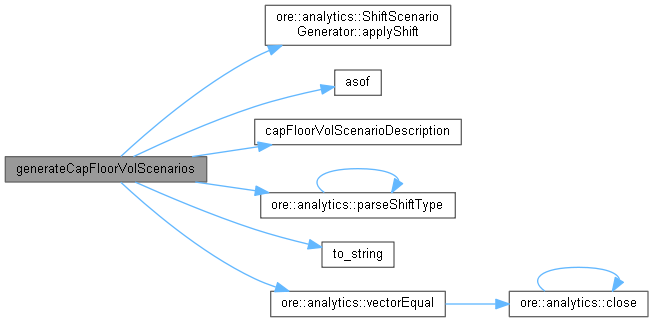 ore::analytics::ShiftScenario
Generator::applyShift
asof
capFloorVolScenarioDescription
generateCapFloorVolScenarios
ore::analytics::parseShiftType
to_string
ore::analytics::vectorEqual
ore::analytics::close